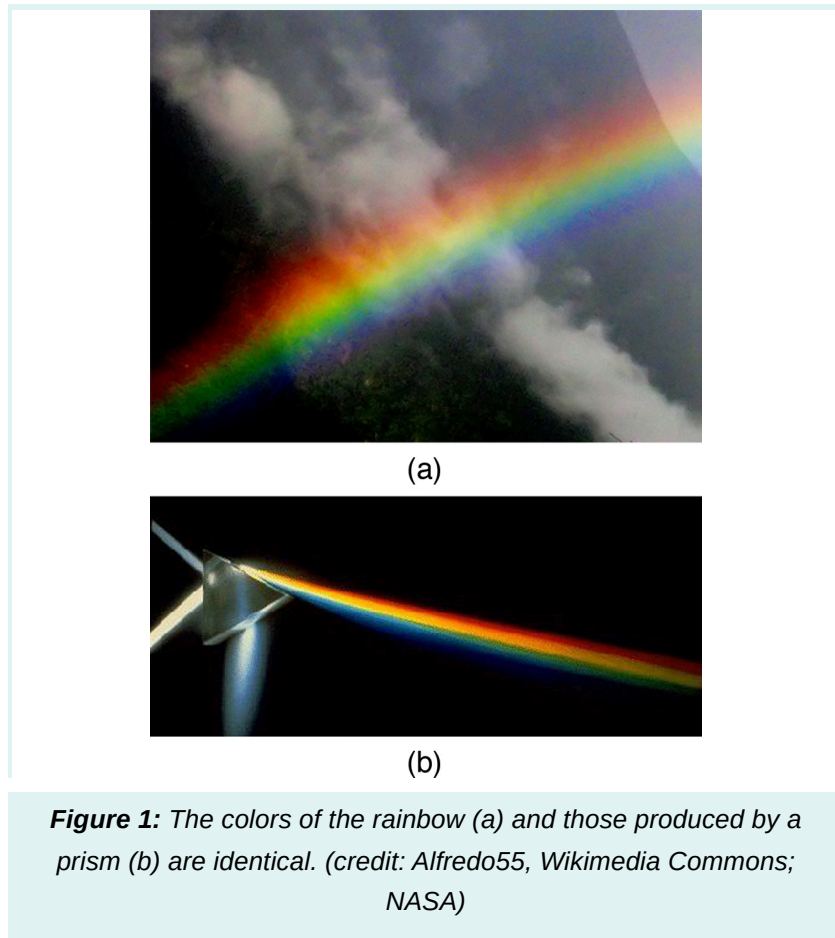 (a)
(b)
Figure 1: The colors of the rainbow (a) and those produced by a
prism (b) are identical. (credit: Alfredo55, Wikimedia Commons;
NASA)